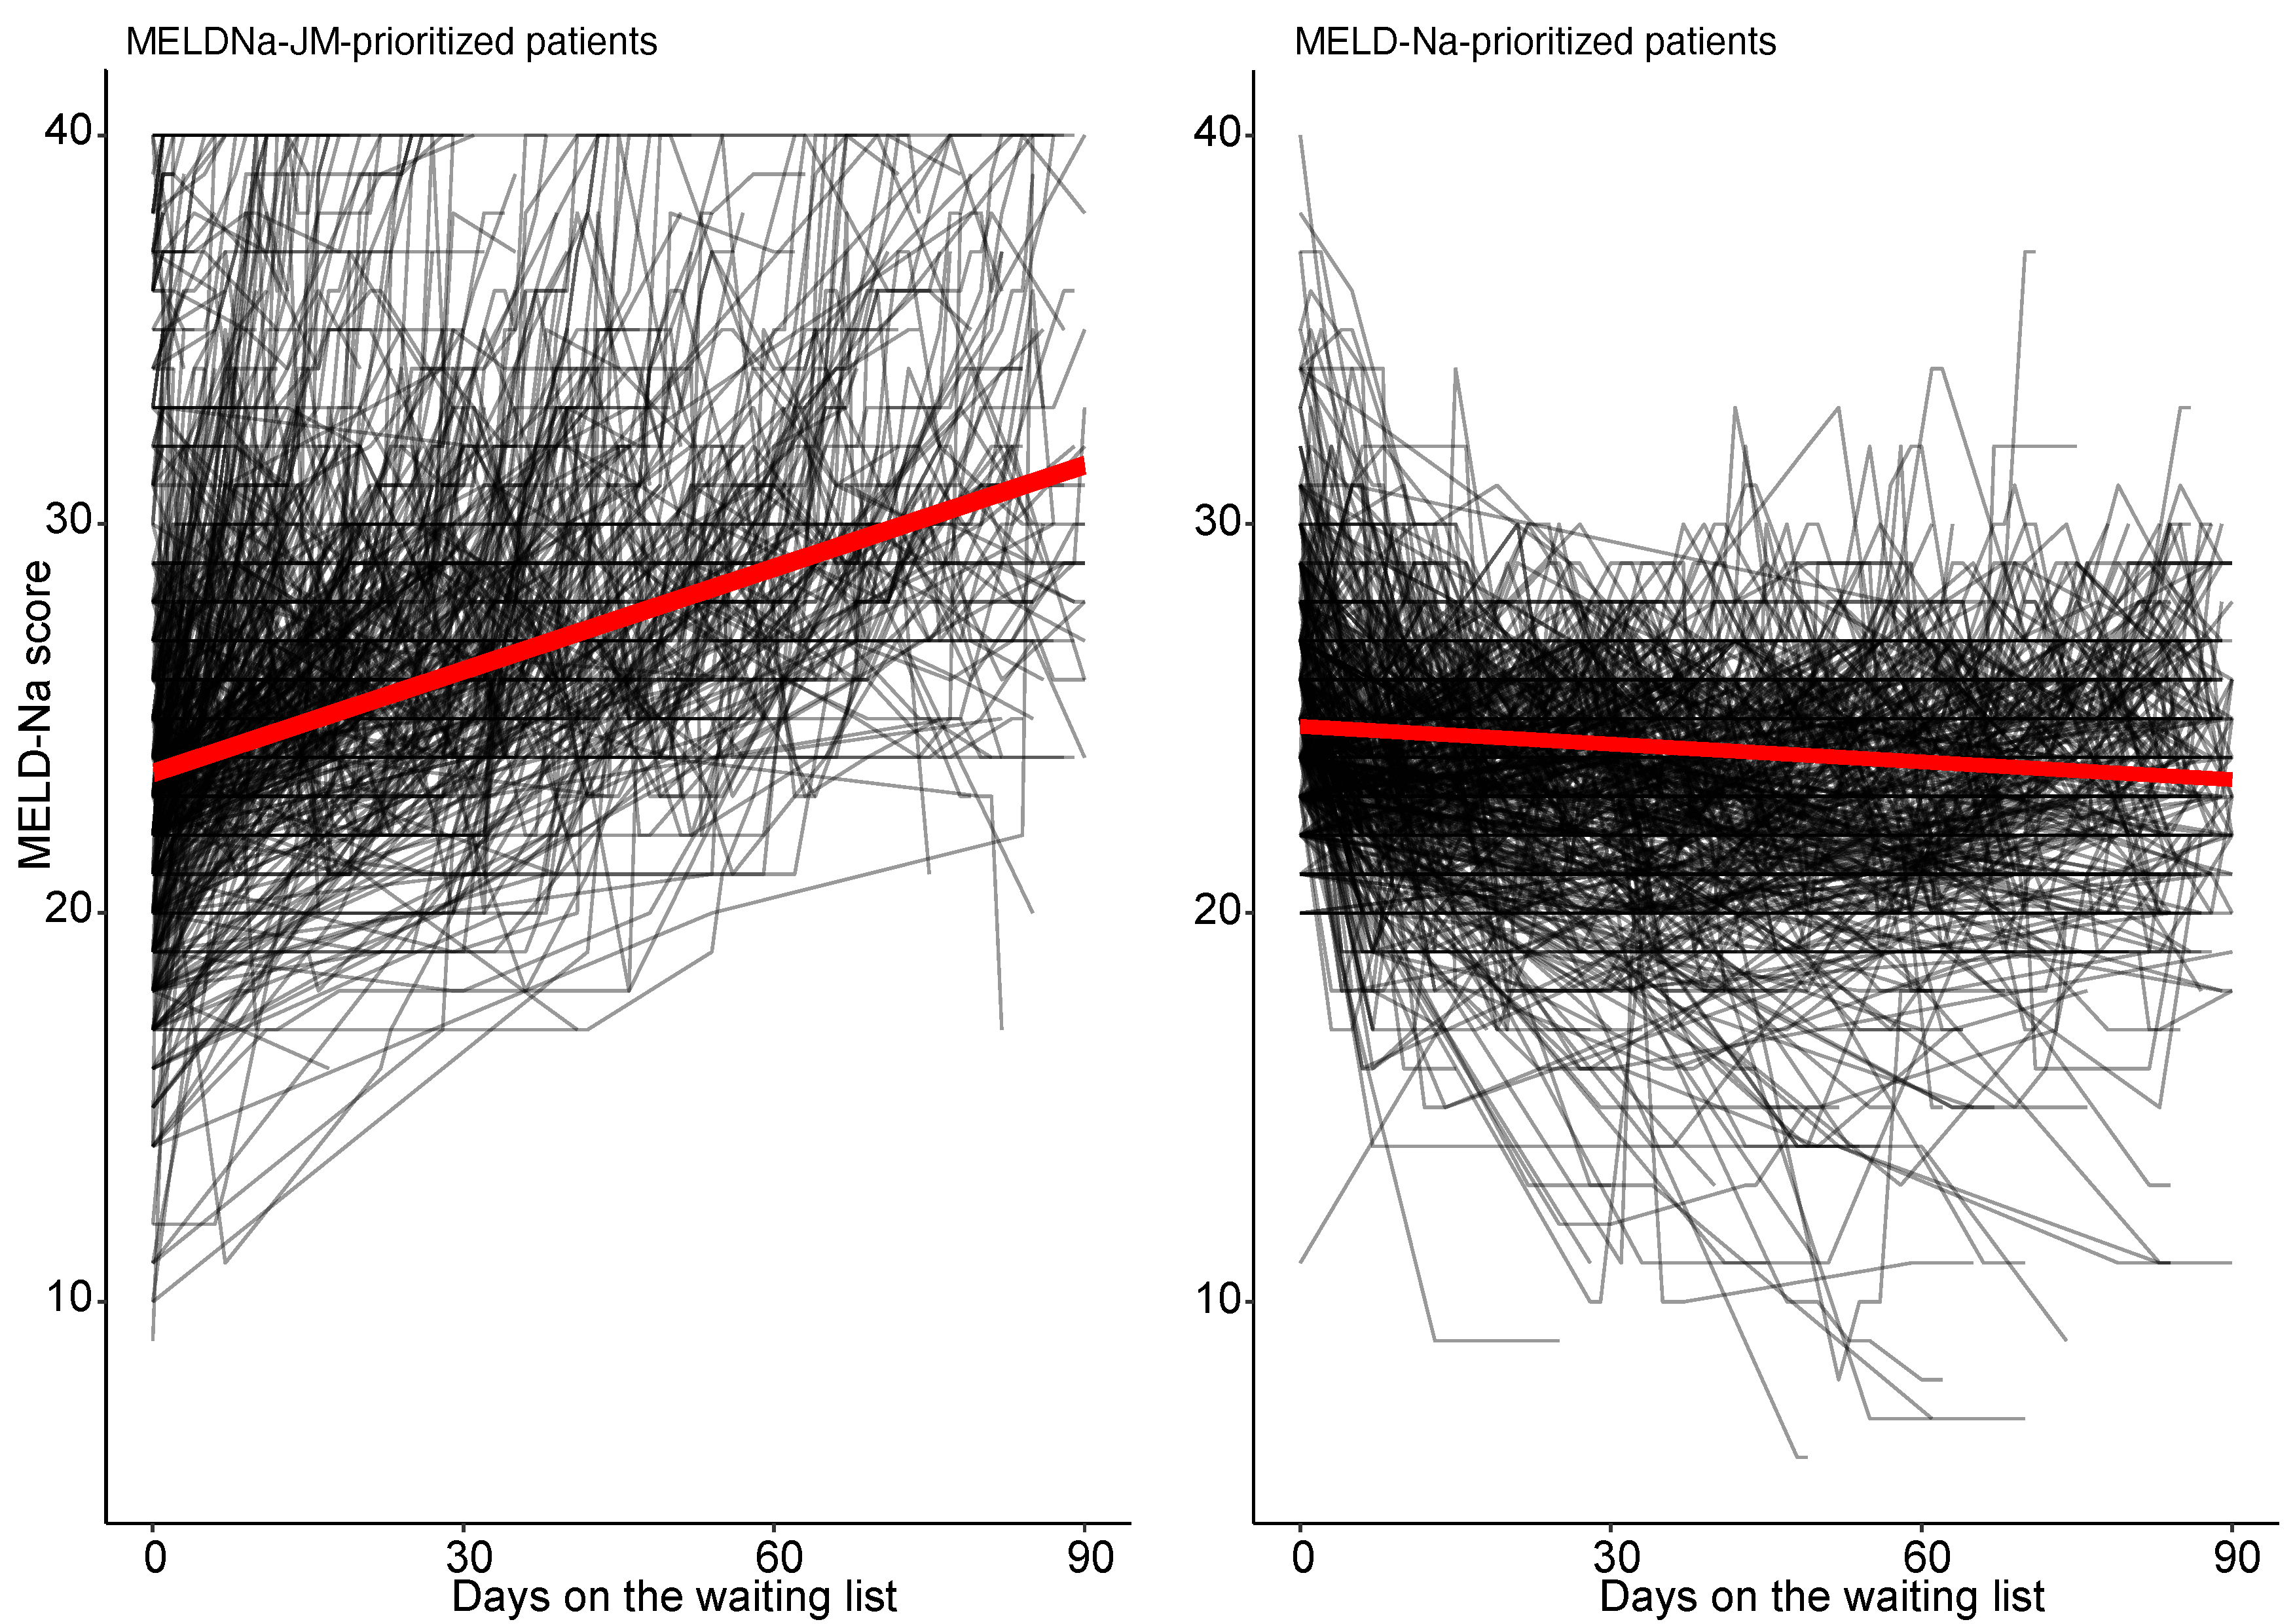 MELDNa-JM-prioritized patients
MELD-Na score
40
30
20
10
0 30 60 90
Days on the waiting list
MELD-Na-prioritized patients
40
30
20
10
0 30 60 90
Days on the waiting list